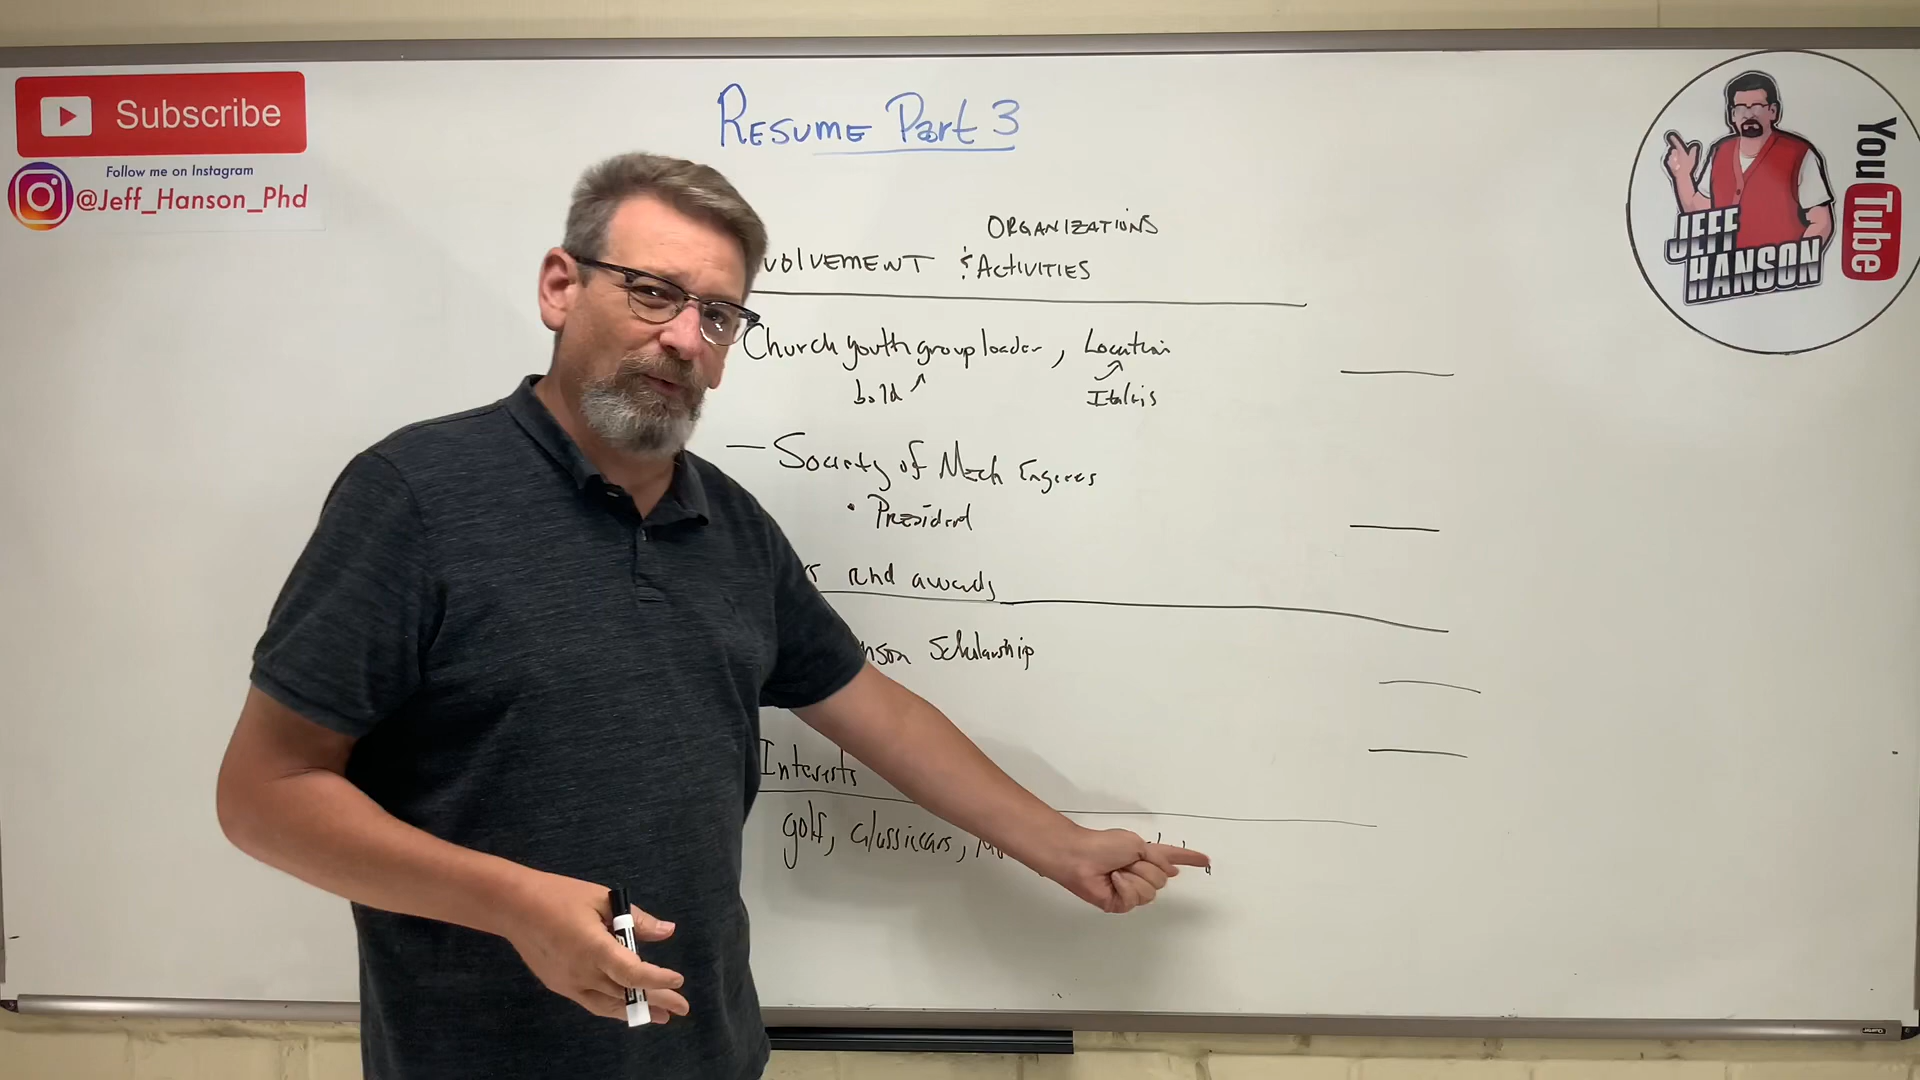 Subscribe
Follow me on Instagram
@Jeff_Hanson_Phd
RESUME Part 3
ORGANIZATIONS
VOLVEMENT & ACTIVITIES
Church youth group leader, Location
bold
Italics
— Society of Mech
• President
and awards
nson Scholarship
Interests
golf, classic cars,
JEFF
HANSON
YouTube